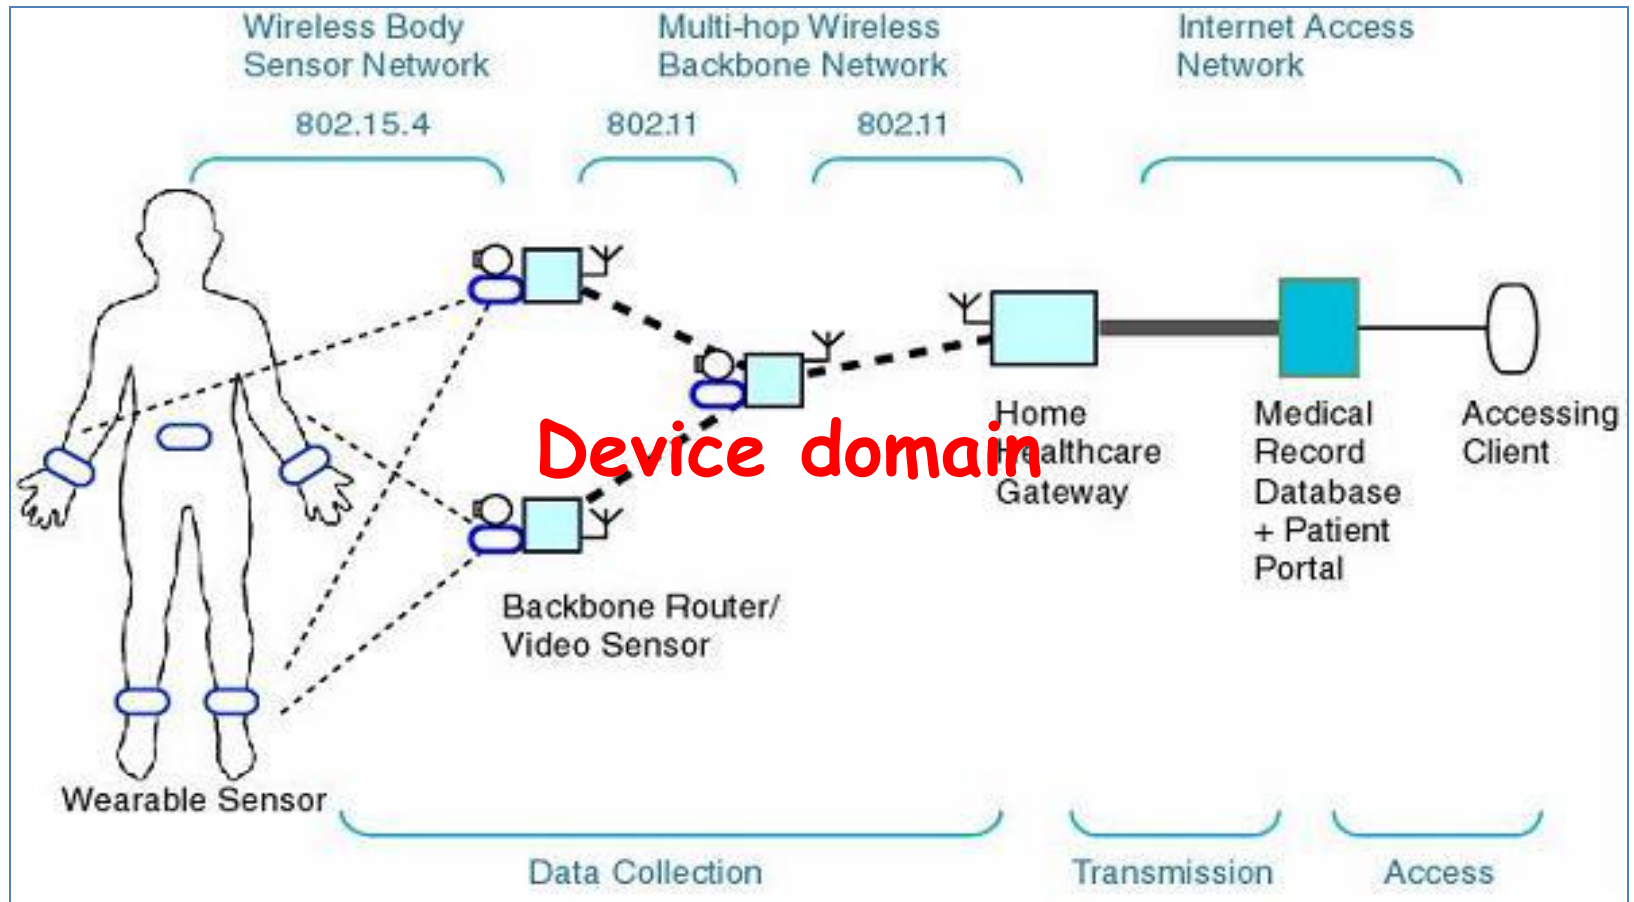 Wireless Body
Sensor Network
Multi-hop Wireless
Backbone Network
Internet Access
Network
802.15.4
802.11
802.11
Device domain
Home
Healthcare
Gateway
Medical
Record
Database
+ Patient
Portal
Accessing
Client
Backbone Router/
Video Sensor
Wearable Sensor
Data Collection
Transmission
Access